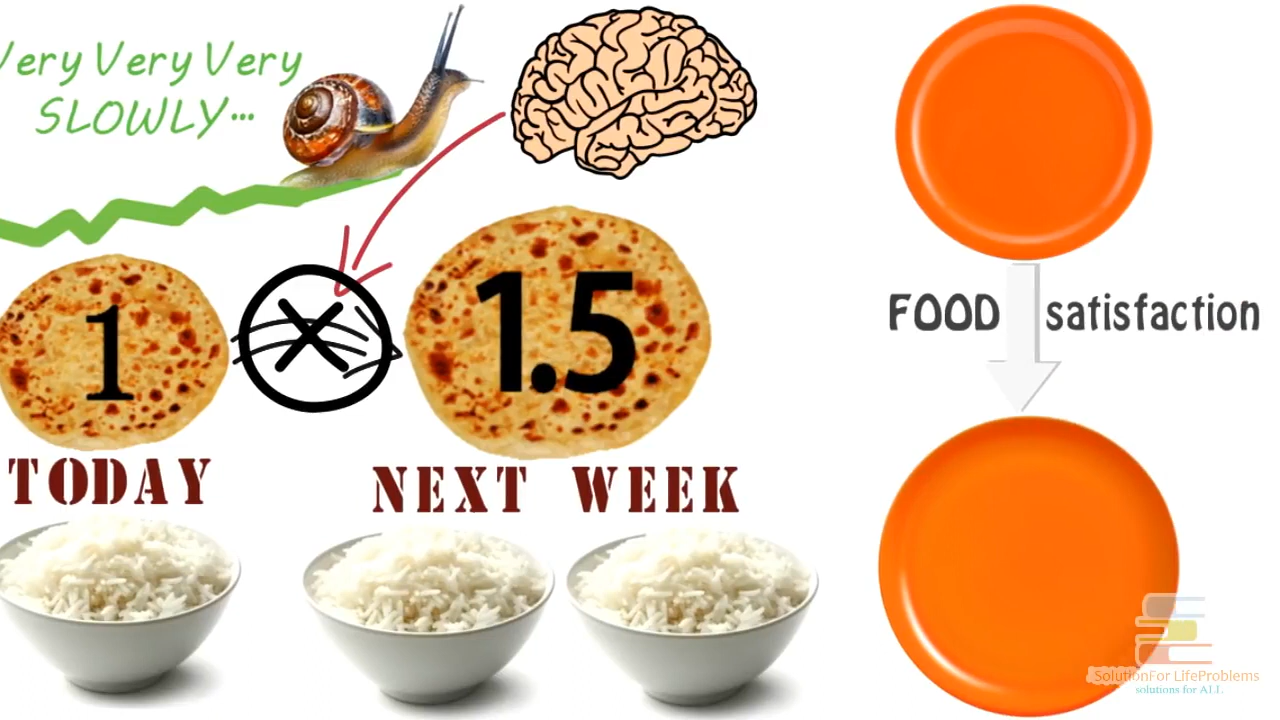 Very Very Very
SLOWLY...
1
1.5
TODAY
NEXT WEEK
FOOD satisfaction
SolutionFor LifeProblems
solutions for ALL